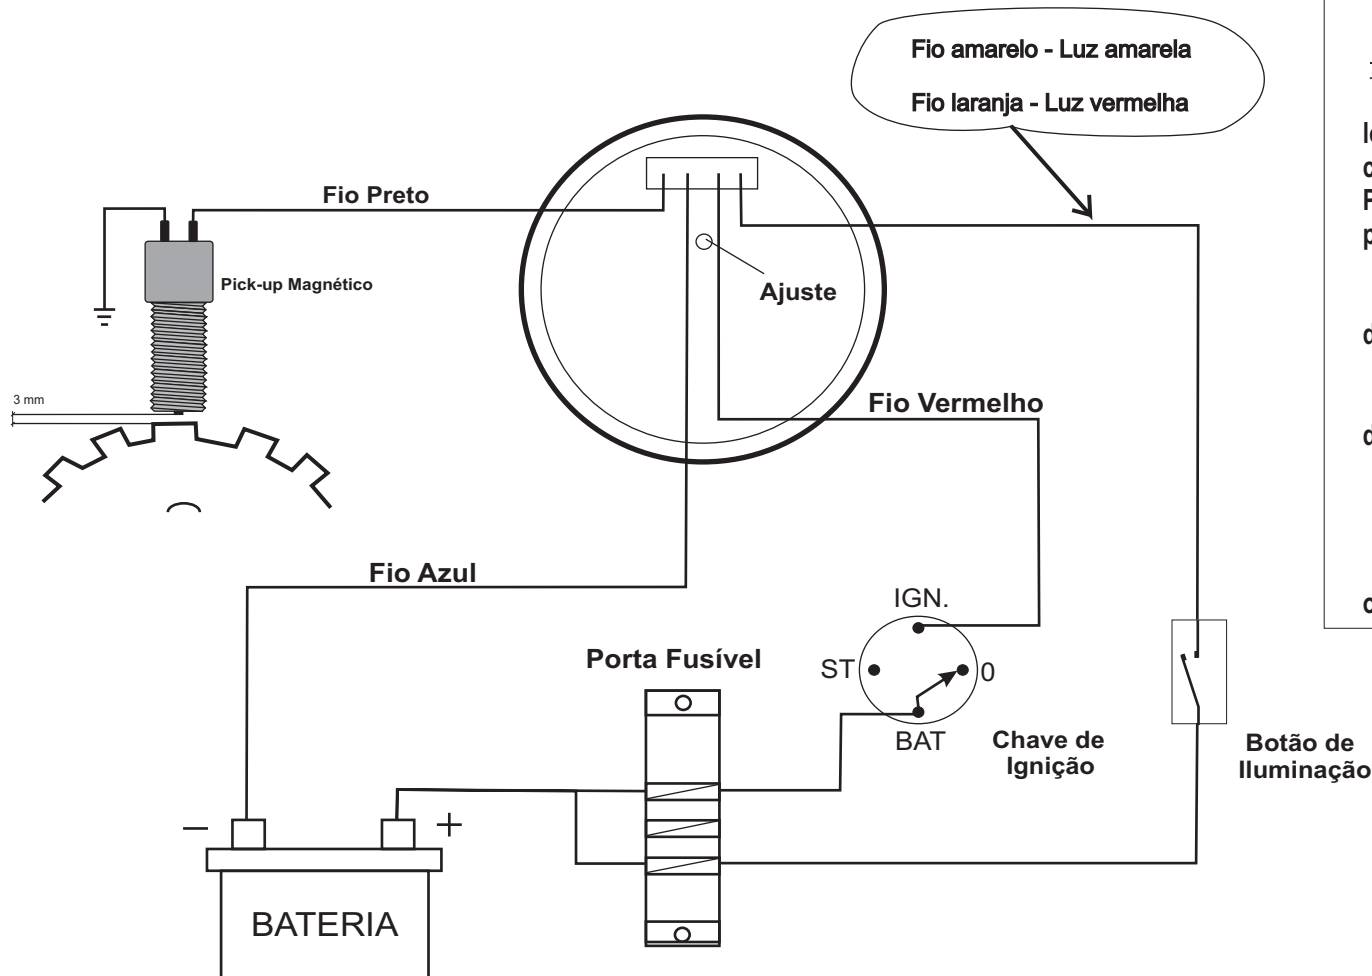 Fio amarelo - Luz amarela
Fio laranja - Luz vermelha
Fio Preto
Pick-up Magnético
Ajuste
3 mm
Fio Vermelho
Fio Azul
IGN.
Porta Fusível
ST
0
BAT
Chave de
Ignição
Botão de
Iluminação
− +
BATERIA